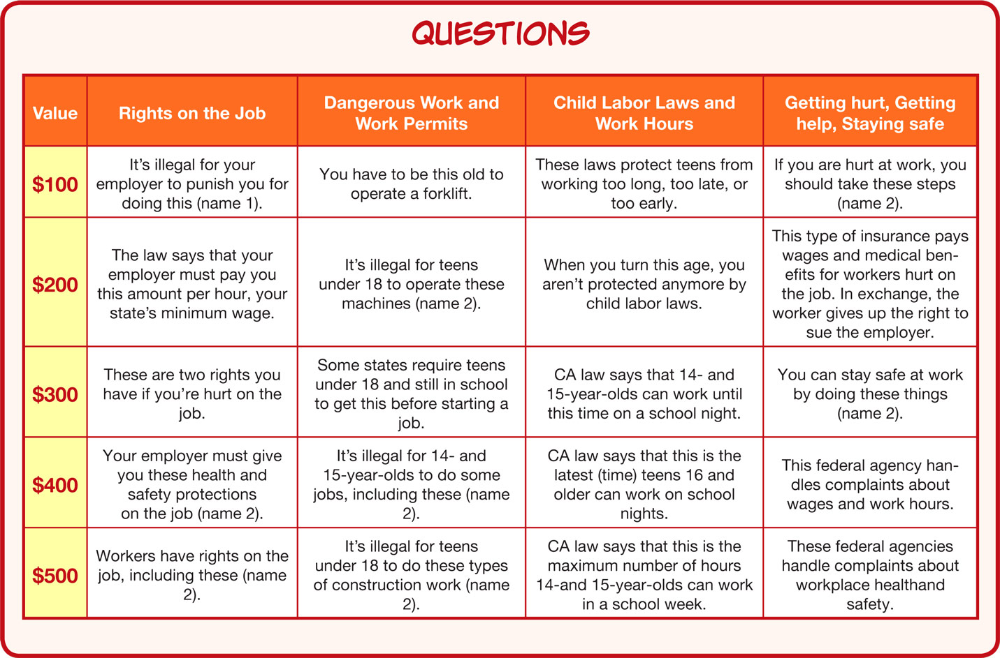 QUESTIONS
Value
Rights on the Job
Dangerous Work and
Work Permits
Child Labor Laws and
Work Hours
Getting hurt, Getting
help, Staying safe
$100
It’s illegal for your
employer to punish you for
doing this (name 1).
You have to be this old to
operate a forklift.
These laws protect teens from
working too long, too late, or
too early.
If you are hurt at work, you
should take these steps
(name 2).
$200
The law says that your
employer must pay you
this amount per hour, your
state’s minimum wage.
It’s illegal for teens
under 18 to operate these
machines (name 2).
When you turn this age, you
aren’t protected anymore by
child labor laws.
This type of insurance pays
wages and medical ben-
efits for workers hurt on
the job. In exchange, the
worker gives up the right to
sue the employer.
$300
These are two rights you
have if you’re hurt on the
job.
Some states require teens
under 18 and still in school
to get this before starting a
job.
CA law says that 14- and
15-year-olds can work until
this time on a school night.
You can stay safe at work
by doing these things
(name 2).
$400
Your employer must give
you these health and
safety protections
on the job (name 2).
It’s illegal for 14- and
15-year-olds to do some
jobs, including these (name
2).
CA law says that this is the
latest (time) teens 16 and
older can work on school
nights.
This federal agency han-
dles complaints about
wages and work hours.
$500
Workers have rights on the
job, including these (name
2).
It’s illegal for teens
under 18 to do these types
of construction work (name
2).
CA law says that this is the
maximum number of hours
14-and 15-year-olds can work
in a school week.
These federal agencies
handle complaints about
workplace healthand
safety.